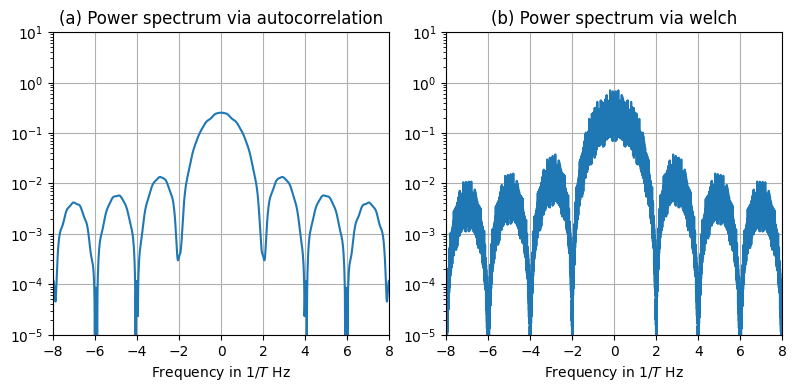 (a) Power spectrum via autocorrelation
(b) Power spectrum via welch
10¹
10⁰
10⁻¹
10⁻²
10⁻³
10⁻⁴
10⁻⁵
−8 −6 −4 −2 0 2 4 6 8
Frequency in 1/T Hz
10¹
10⁰
10⁻¹
10⁻²
10⁻³
10⁻⁴
10⁻⁵
−8 −6 −4 −2 0 2 4 6 8
Frequency in 1/T Hz